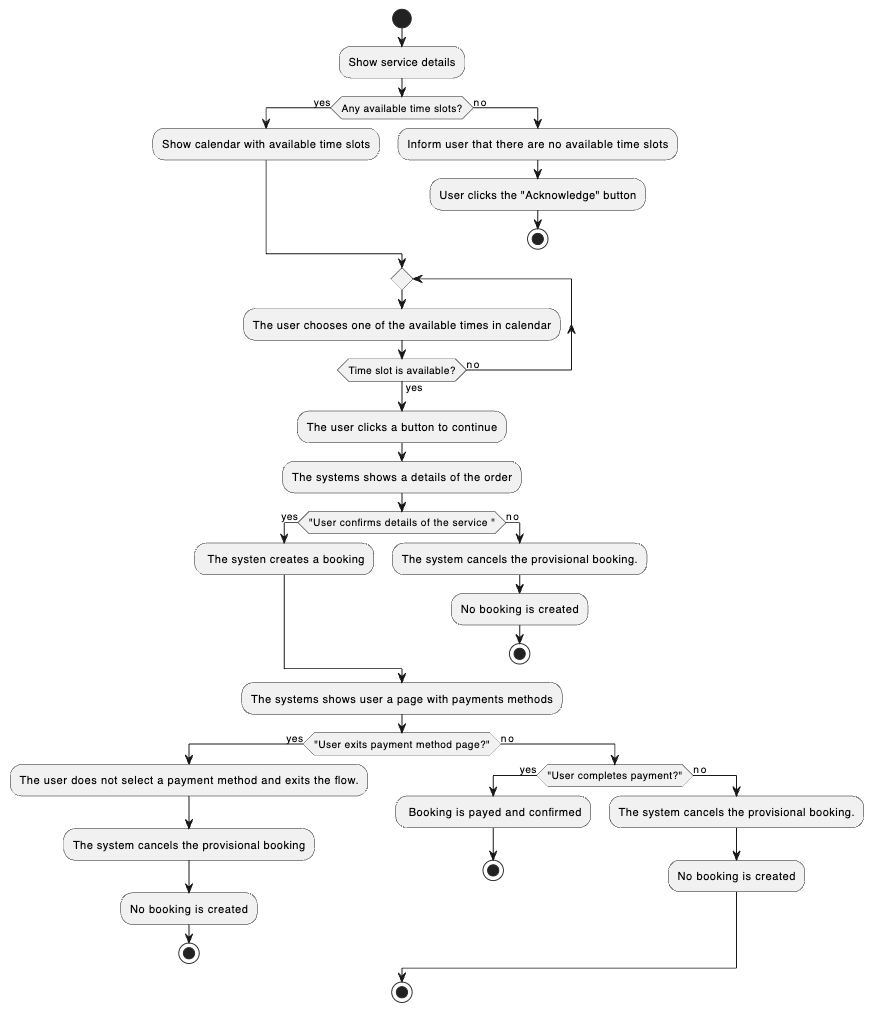 Show service details
yes
Any available time slots?
no
Show calendar with available time slots
Inform user that there are no available time slots
User clicks the "Acknowledge" button
The user chooses one of the available times in calendar
Time slot is available?
no
yes
The user clicks a button to continue
The systems shows a details of the order
yes
"User confirms details of the service "
no
The systen creates a booking
The system cancels the provisional booking.
No booking is created
The systems shows user a page with payments methods
yes
"User exits payment method page?"
no
The user does not select a payment method and exits the flow.
yes
"User completes payment?"
no
Booking is payed and confirmed
The system cancels the provisional booking.
The system cancels the provisional booking
No booking is created
No booking is created